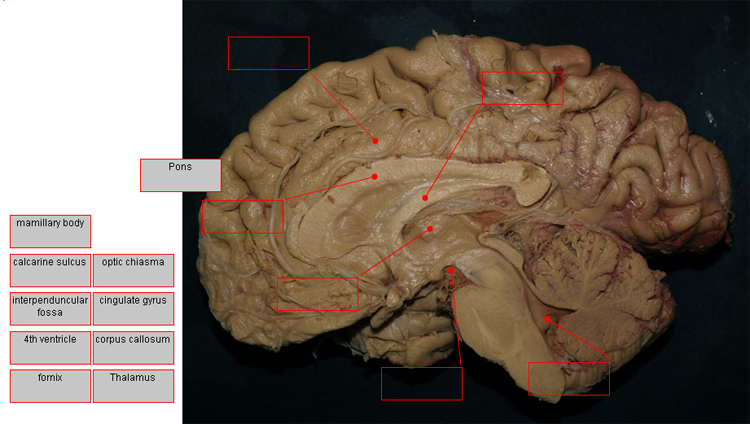 Pons
mamillary body
calcarine sulcus
optic chiasma
interpenduncular
fossa
cingulate gyrus
4th ventricle
corpus callosum
fornix
Thalamus